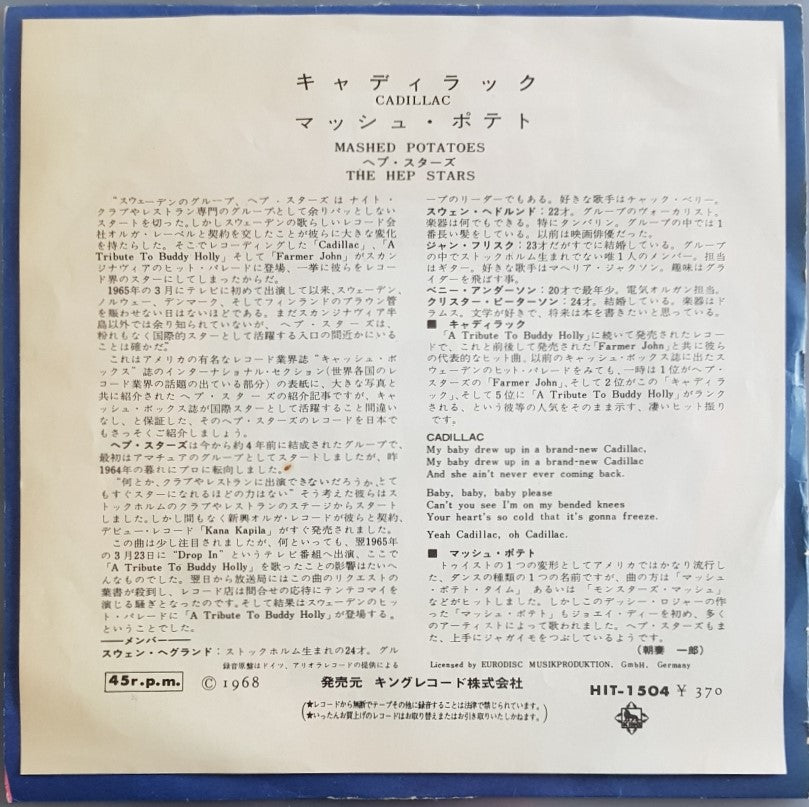 キャディラック
CADILLAC
マッシュ・ポテト
MASHED POTATOES
ヘプ・スターズ
THE HEP STARS
“スウェーデンのグループ、ヘプ・スターズは ナイト・
クラブやレストラン専門のグループとして余りパッとしない
スタートを切った。しかしスウェーデンの歌らしいレコード会
社オルガ・レーベルと契約を交したことが彼らに大きな変化
を持たらした。そこでレコーディングした「Cadillac」、「A
Tribute To Buddy Holly」そして「Farmer John」がスカン
ジナヴィアのヒット・パレードに登場、一挙に彼らをレコー
ド界のスターにしてしまったからだ。
1965年の3月にテレビに初めて出演して以来、スウェーデン、
ノルウェー、デンマーク、そしてフィンランドのブラウン管
を賑わせない日はないほどである。まだスカンジナヴィア半
島以外では余り知られていないが、ヘプ・スターズは、
紛れもなく国際的スターとして活躍する入口の間近かにいる
ことは確かだ。”
これはアメリカの有名なレコード業界誌“キャッシュ・ボ
ックス”誌のインターナショナル・セクション(世界各国のレ
コード業界の話題の出ている部分)の表紙に、大きな写真と
共に紹介されたヘプ・スターズの紹介記事ですが、キャ
ッシュ・ボックス誌が国際スターとして活躍すること間違い
なし、と保証した、そのヘプ・スターズのレコードを日本で
もさっそくご紹介しましょう。
ヘプ・スターズは今から約4年前に結成されたグループで、
最初はアマチュアのグループとしてスタートしましたが、昨
1964年の暮れにプロに転向しました。
“何とか、クラブやレストランに出演できないだろうか、とて
もすぐスターになれるほどの力はない”そう考えた彼らはス
トックホルムのクラブやレストランのステージからスタート
しました。しかし間もなく新興オルガ・レコードが彼らと契約、
デビュー・レコード「Kana Kapila」がすぐ発売されました。
この曲は少し注目されましたが、何といっても、翌1965年
の3月23日に“Drop In”というテレビ番組へ出演、ここで
「A Tribute To Buddy Holly」を歌ったことの影響はたいへ
んなものでした。翌日から放送局にはこの曲のリクエストの
葉書が殺到し、レコード店は問合せの応待にテンテコマイを
演じる騒ぎとなったのです。そして結果はスウェーデンのヒッ
ト・パレードに「A Tribute To Buddy Holly」が登場する。
ということでした。
――メンバー――
スウェン・ヘグランド：ストックホルム生まれの24才。グル
ープのリーダーでもある。好きな歌手はチャック・ベリー。
スウェン・ヘドルンド：22才。グループのヴォーカリスト。
楽器は何でもできる。特にタンバリン。グループの中では1
番長い髪をしている。以前は映画俳優だった。
ジャン・フリスク：23才だがすでに結婚している。グループ
の中でストックホルム生まれでない唯1人のメンバー。担当
はギター。好きな歌手はマヘリア・ジャクソン。趣味はグラ
イダーを飛ばす事。
ベニー・アンダーソン：20才で最年少。電気オルガン担当。
クリスター・ピーターソン：24才。結婚している。楽器はド
ラムス。文学が好きで、将来は本を書きたいと思っている。
■ キャディラック
「A Tribute To Buddy Holly」に続いて発売されたレコー
ドで、これと前後して発売された「Farmer John」と共に彼ら
の代表的なヒット曲。以前のキャッシュ・ボックス誌に出たス
ウェーデンのヒット・パレードをみても、一時は1位がヘプ・
スターズの「Farmer John」、そして2位がこの「キャディラ
ック」、そして5位に「A Tribute To Buddy Holly」がランク
される、という彼等の人気をそのまま示す、凄いヒット振り
です。
CADILLAC
My baby drew up in a brand-new Cadillac,
My baby drew up in a brand-new Cadillac
And she ain't never ever coming back.
Baby, baby, baby please
Can't you see I'm on my bended knees
Your heart's so cold that it's gonna freeze.
Yeah Cadillac, oh Cadillac.
■ マッシュ・ポテト
トゥイストの1つの変形としてアメリカではかなり流行し
た、ダンスの種類の1つの名前ですが、曲の方は「マッシュ
・ポテト・タイム」あるいは「モンスターズ・マッシュ」
などがヒットしました。しかしこのデッシー・ロジャーの作
った「マッシュ・ポテト」もジョエイ・ディーを初め、多く
のアーティストによって歌われました。ヘプ・スターズもま
た、上手にジャガイモをつぶしているようです。
（朝妻 一郎）
録音原盤はドイツ、アリオラレコードの提供による
Licensed by EURODISC MUSIKPRODUKTION, GmbH, Germany
45r.p.m.
© 1968
発売元 キングレコード株式会社
HIT-1504 ¥ 370
(★レコードから無断でテープその他に録音することは法律で禁じられています。
★いったんお買上げのレコードはお取り替えまたはお引き取りいたしかねます。)